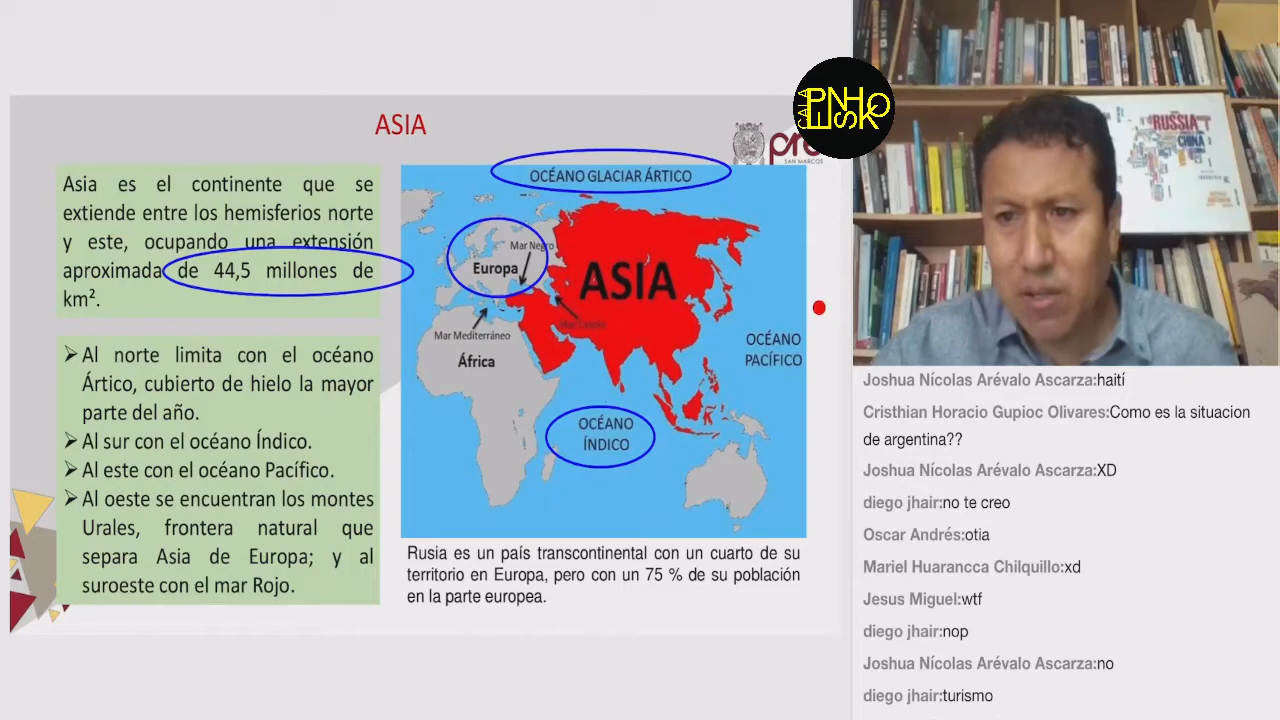 ASIA
Asia es el continente que se
extiende entre los hemisferios norte
y este, ocupando una extensión
aproximada de 44,5 millones de
km².
Al norte limita con el océano
Ártico, cubierto de hielo la mayor
parte del año.
Al sur con el océano Índico.
Al este con el océano Pacífico.
Al oeste se encuentran los montes
Urales, frontera natural que
separa Asia de Europa; y al
suroeste con el mar Rojo.
SAN MARCOS
OCÉANO GLACIAR ÁRTICO
Mar Negro
Europa
ASIA
Mar Caspio
Mar Mediterráneo
África
OCÉANO
PACÍFICO
OCÉANO
ÍNDICO
Rusia es un país transcontinental con un cuarto de su
territorio en Europa, pero con un 75 % de su población
en la parte europea.
RUSSIA
CHINA
Joshua Nícolas Arévalo Ascarza:haití
Cristhian Horacio Gupioc Olivares:Como es la situacion
de argentina??
Joshua Nícolas Arévalo Ascarza:XD
diego jhair:no te creo
Oscar Andrés:otia
Mariel Huarancca Chilquillo:xd
Jesus Miguel:wtf
diego jhair:nop
Joshua Nícolas Arévalo Ascarza:no
diego jhair:turismo